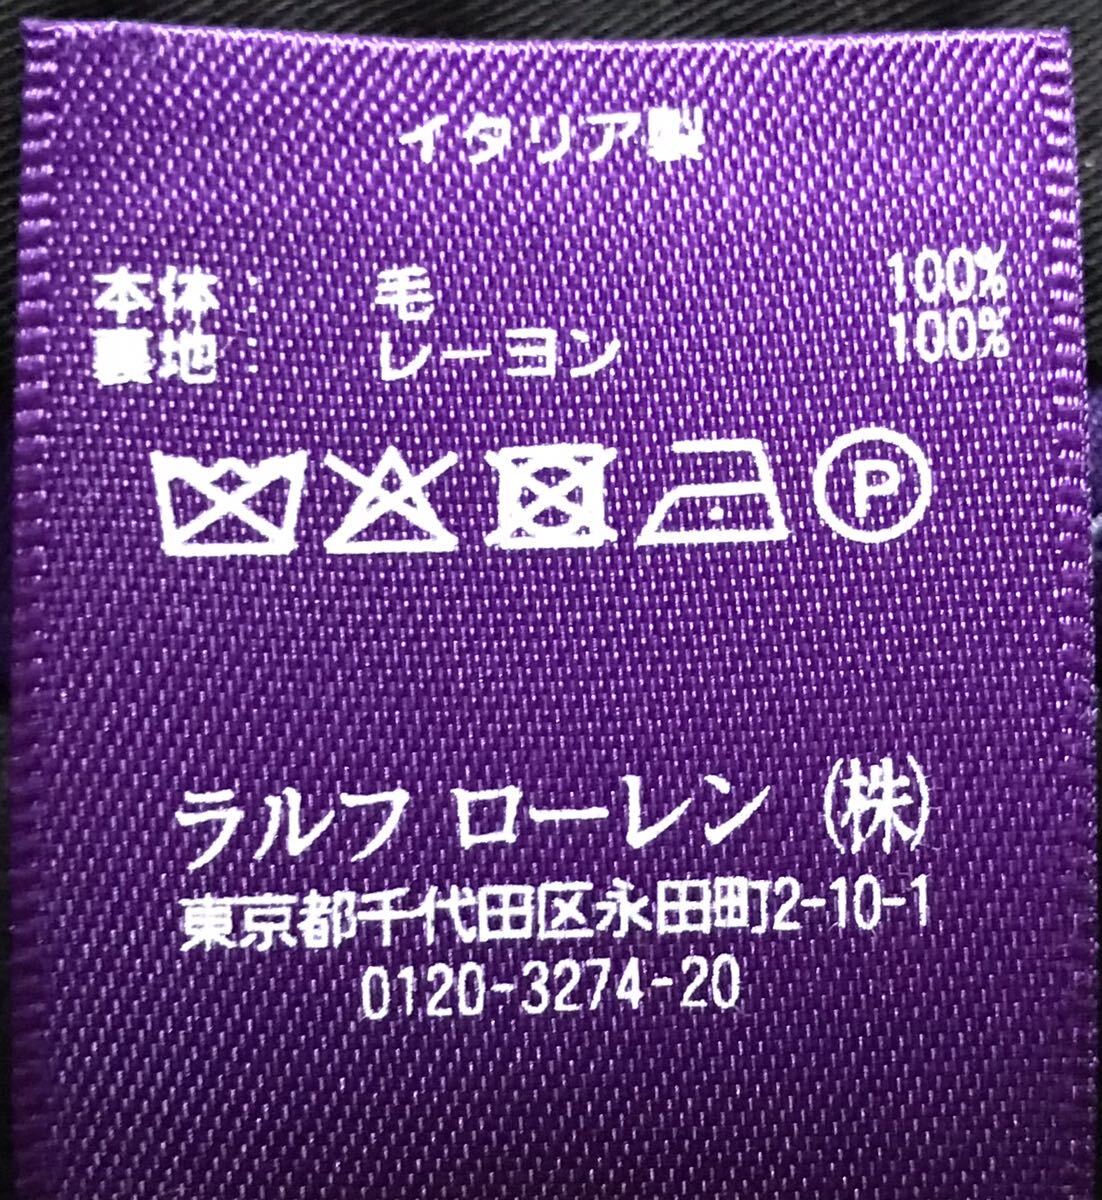 イタリア製
本体： 毛 100%
裏地： レーヨン 100%
P
ラルフ ローレン (株)
東京都千代田区永田町2-10-1
0120-3274-20